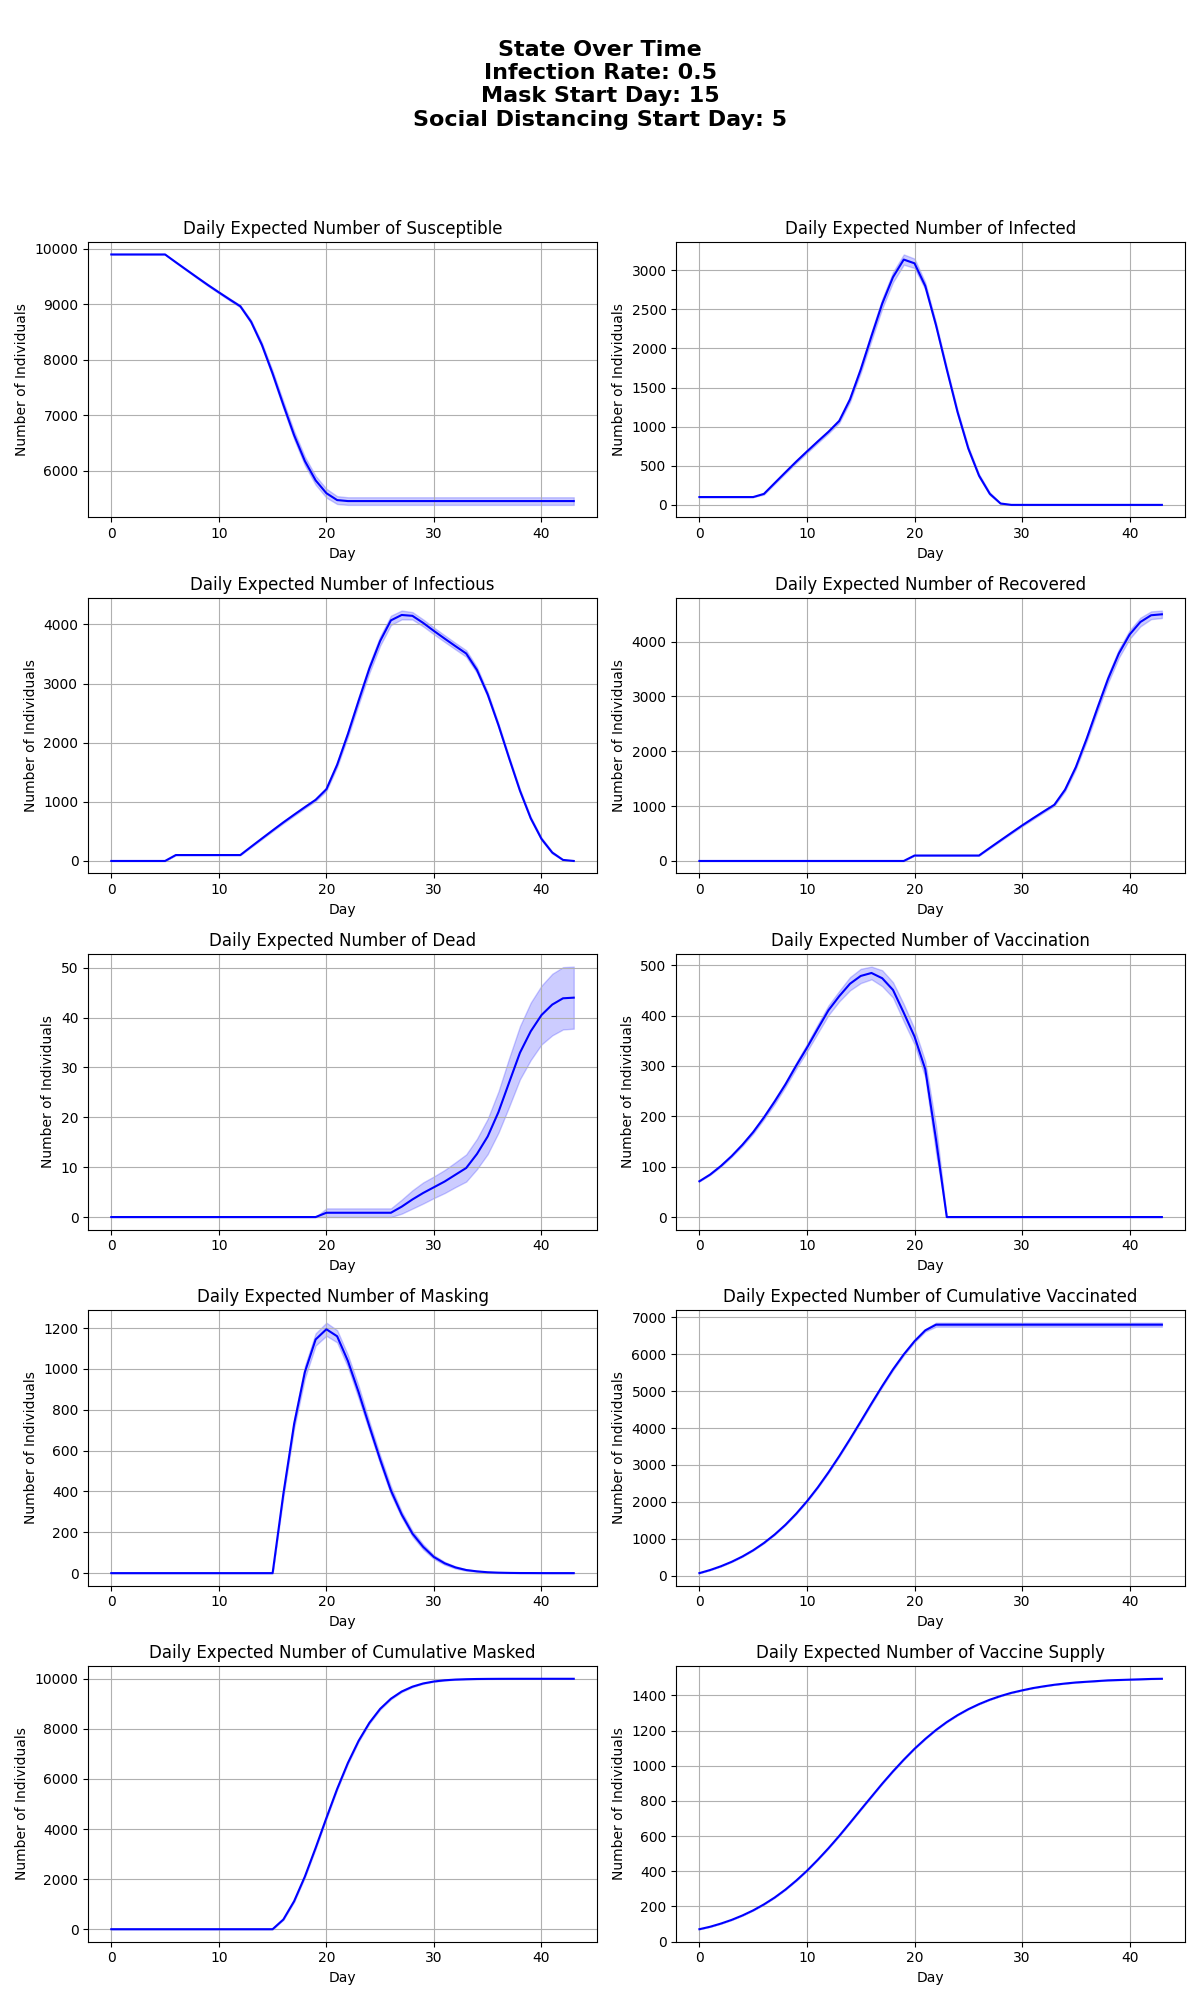 State Over Time
Infection Rate: 0.5
Mask Start Day: 15
Social Distancing Start Day: 5
Daily Expected Number of Susceptible
Number of Individuals
10000
9000
8000
7000
6000
0 10 20 30 40
Day
Daily Expected Number of Infected
Number of Individuals
3000
2500
2000
1500
1000
500
0
0 10 20 30 40
Day
Daily Expected Number of Infectious
Number of Individuals
4000
3000
2000
1000
0
0 10 20 30 40
Day
Daily Expected Number of Recovered
Number of Individuals
4000
3000
2000
1000
0
0 10 20 30 40
Day
Daily Expected Number of Dead
Number of Individuals
50
40
30
20
10
0
0 10 20 30 40
Day
Daily Expected Number of Vaccination
Number of Individuals
500
400
300
200
100
0
0 10 20 30 40
Day
Daily Expected Number of Masking
Number of Individuals
1200
1000
800
600
400
200
0
0 10 20 30 40
Day
Daily Expected Number of Cumulative Vaccinated
Number of Individuals
7000
6000
5000
4000
3000
2000
1000
0
0 10 20 30 40
Day
Daily Expected Number of Cumulative Masked
Number of Individuals
10000
8000
6000
4000
2000
0
0 10 20 30 40
Day
Daily Expected Number of Vaccine Supply
Number of Individuals
1400
1200
1000
800
600
400
200
0
0 10 20 30 40
Day